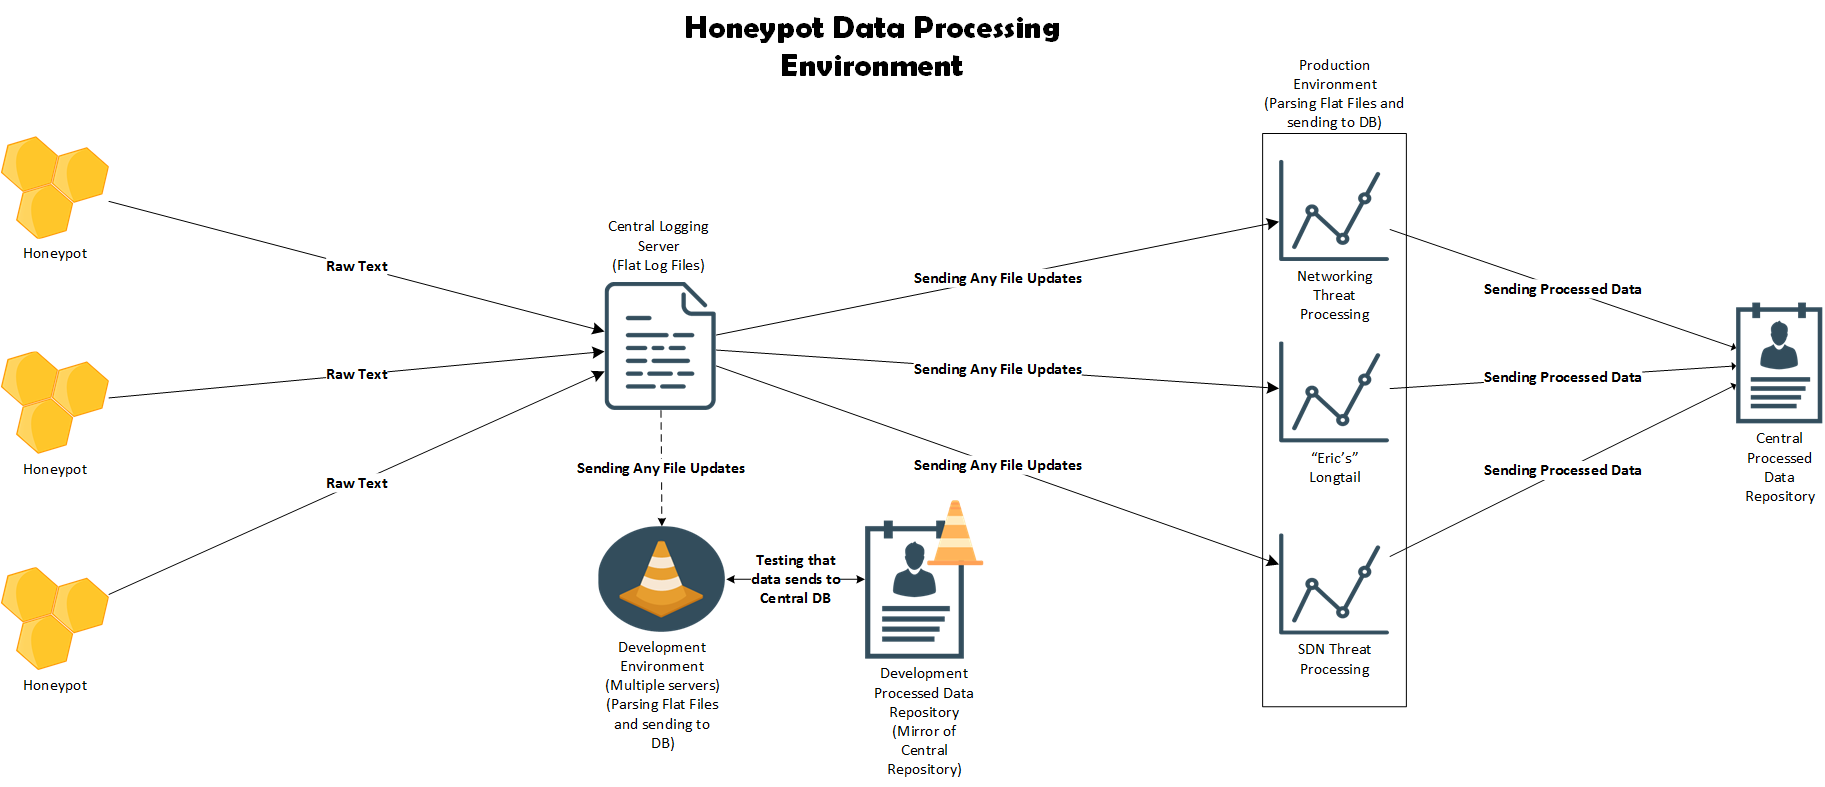 Honeypot Data Processing
Environment
Production
Environment
(Parsing Flat Files and
sending to DB)
Honeypot
Raw Text
Central Logging
Server
(Flat Log Files)
Sending Any File Updates
Networking
Threat
Processing
Sending Processed Data
Honeypot
Raw Text
Sending Any File Updates
“Eric’s”
Longtail
Sending Processed Data
Central
Processed
Data
Repository
Honeypot
Raw Text
Sending Any File Updates
Sending Any File Updates
SDN Threat
Processing
Sending Processed Data
Testing that
data sends to
Central DB
Development
Environment
(Multiple servers)
(Parsing Flat Files
and sending to
DB)
Development
Processed Data
Repository
(Mirror of
Central
Repository)